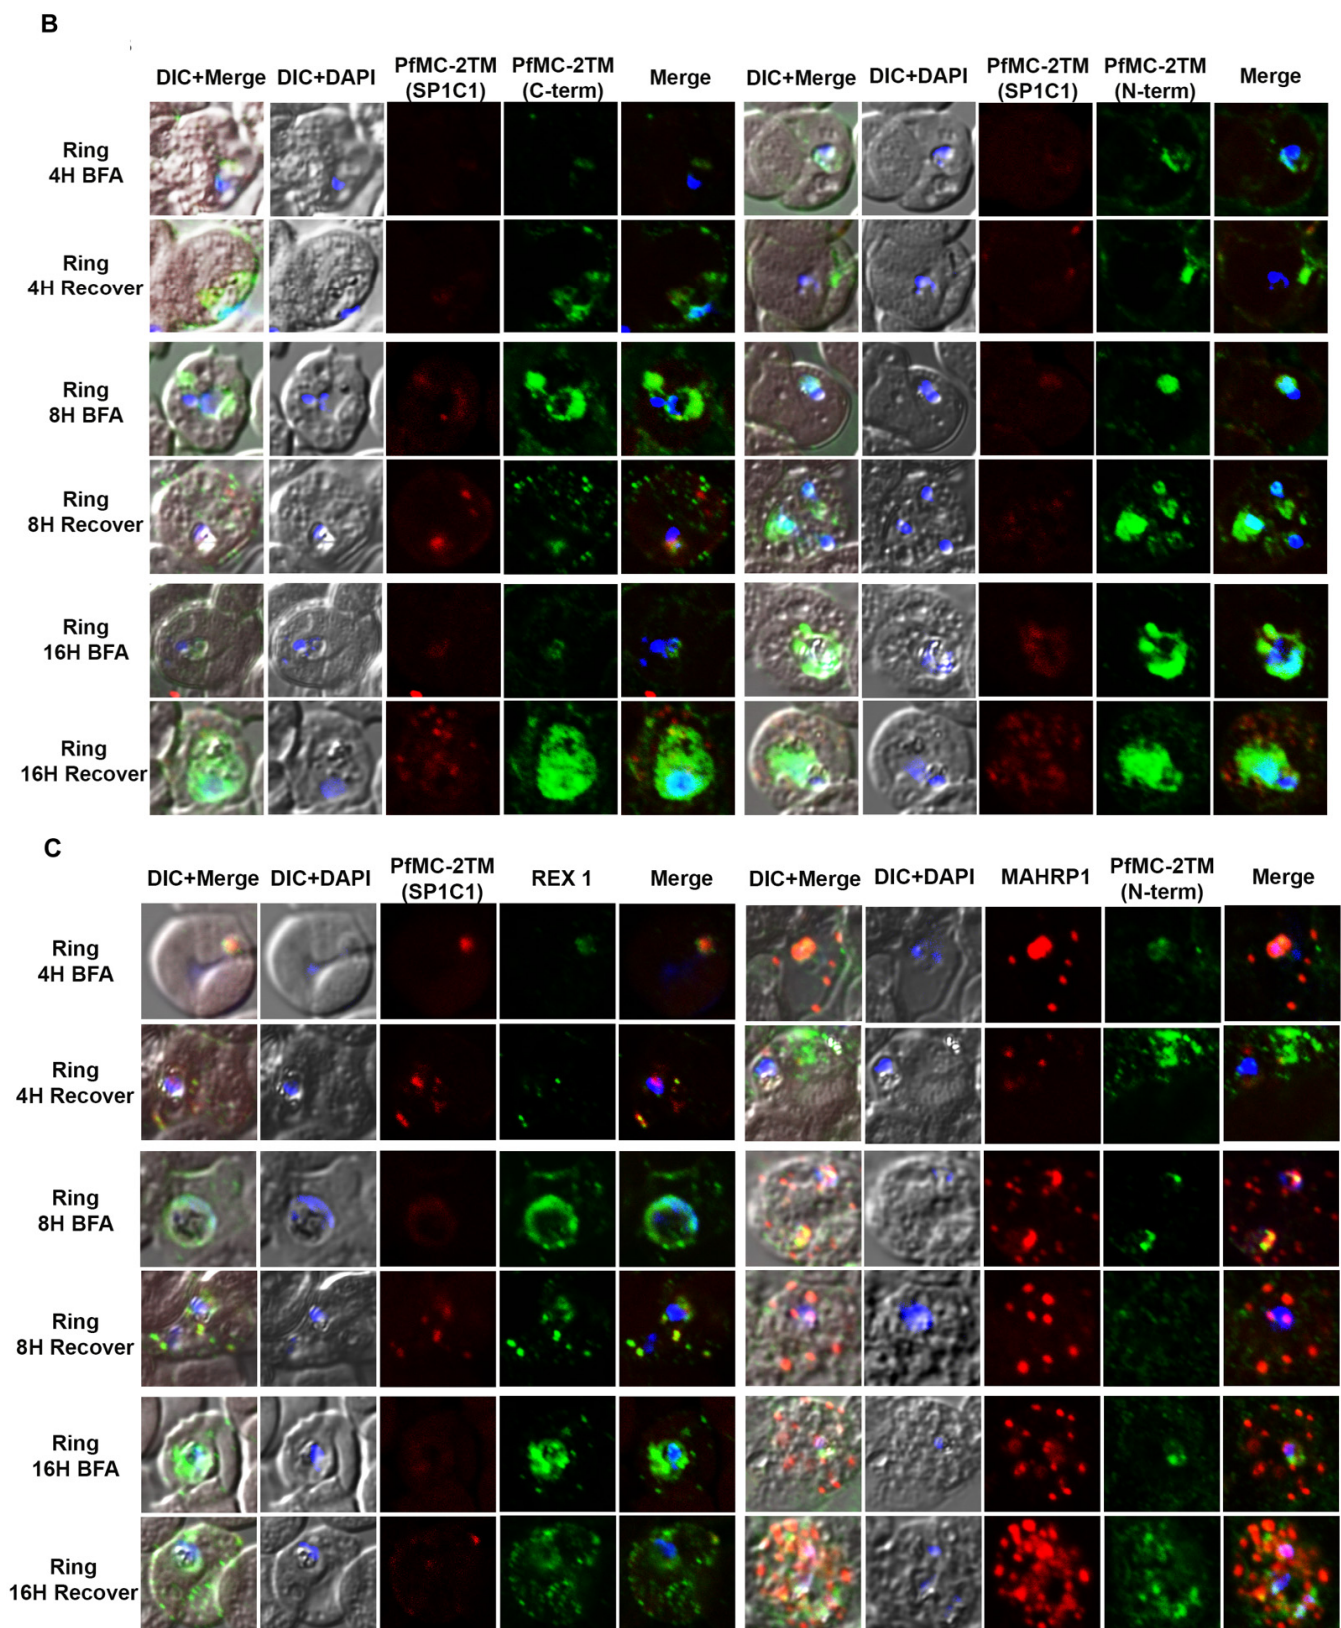 B
DIC+Merge DIC+DAPI PfMC-2TM (SP1C1) PfMC-2TM (C-term) Merge DIC+Merge DIC+DAPI PfMC-2TM (SP1C1) PfMC-2TM (N-term) Merge
Ring
4H BFA
Ring
4H Recover
Ring
8H BFA
Ring
8H Recover
Ring
16H BFA
Ring
16H Recover
C
DIC+Merge DIC+DAPI PfMC-2TM (SP1C1) REX 1 Merge DIC+Merge DIC+DAPI MAHRP1 PfMC-2TM (N-term) Merge
Ring
4H BFA
Ring
4H Recover
Ring
8H BFA
Ring
8H Recover
Ring
16H BFA
Ring
16H Recover